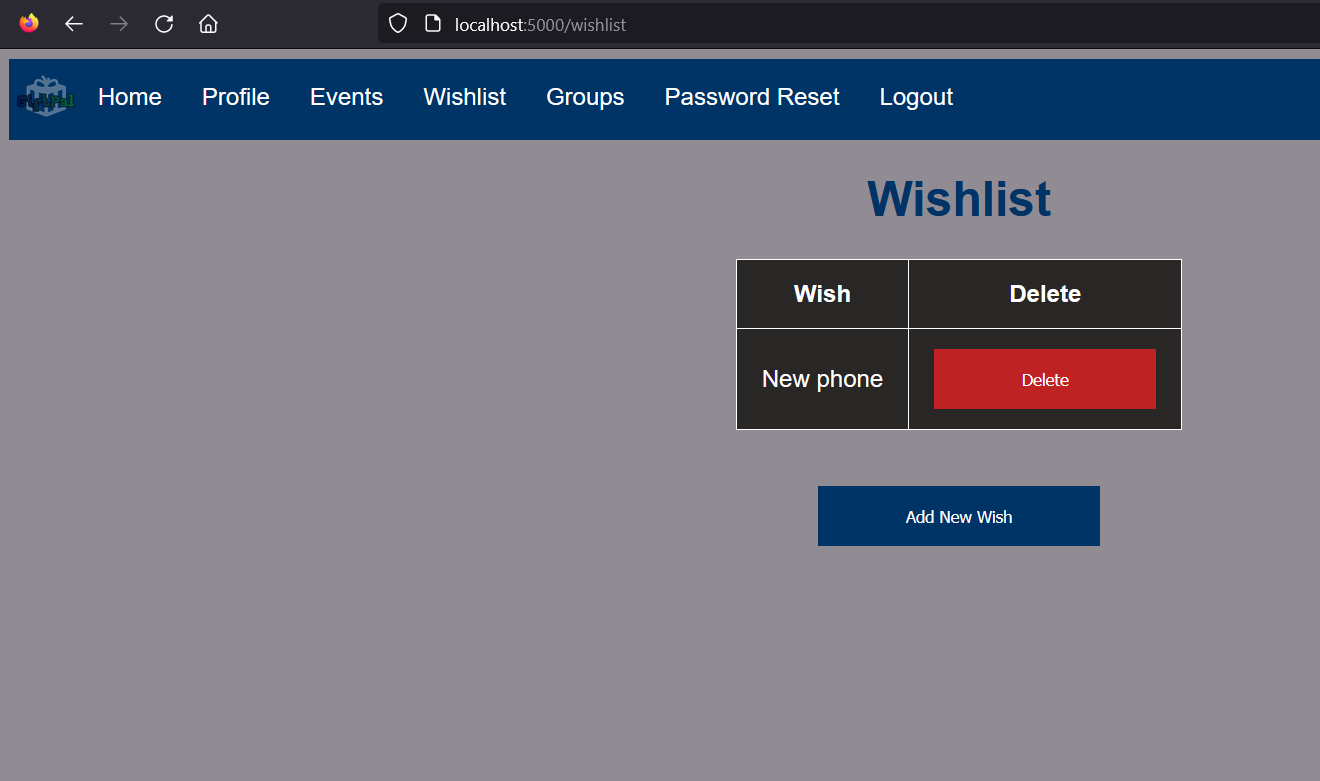 localhost:5000/wishlist
GiftPal
Home Profile Events Wishlist Groups Password Reset Logout
Wishlist
Wish Delete
New phone Delete
Add New Wish